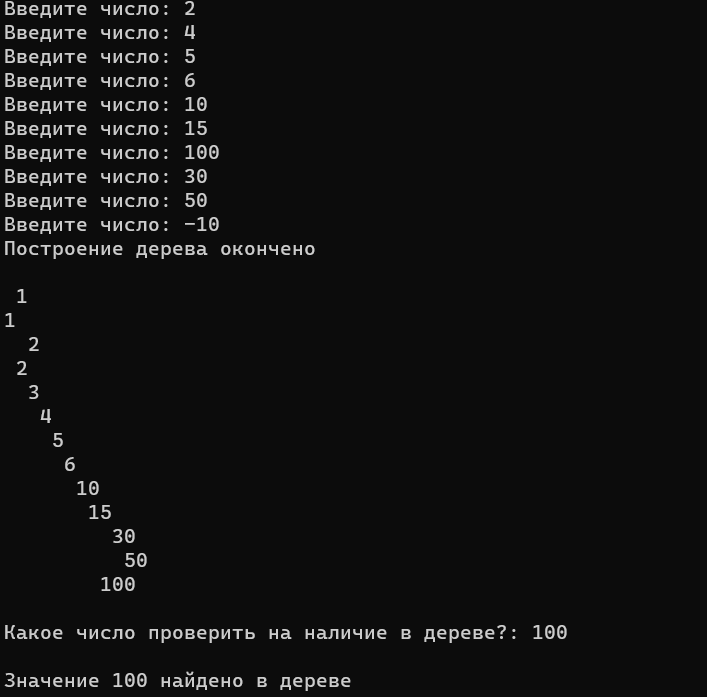 Введите число: 2
Введите число: 4
Введите число: 5
Введите число: 6
Введите число: 10
Введите число: 15
Введите число: 100
Введите число: 30
Введите число: 50
Введите число: -10
Построение дерева окончено

 1
1
  2
 2
  3
   4
    5
     6
      10
       15
         30
          50
        100

Какое число проверить на наличие в дереве?: 100

Значение 100 найдено в дереве